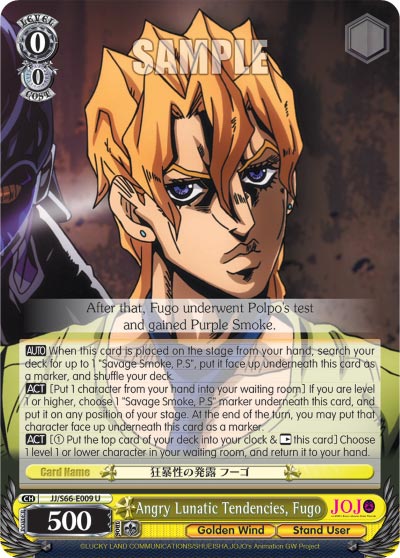 LEVEL
0
0
COST
SAMPLE
After that, Fugo underwent Polpo's test
and gained Purple Smoke.
AUTO When this card is placed on the stage from your hand, search your
deck for up to 1 "Savage Smoke, P.S", put it face up underneath this card as
a marker, and shuffle your deck.
ACT [Put 1 character from your hand into your waiting room] If you are level
1 or higher, choose 1 "Savage Smoke, P.S" marker underneath this card, and
put it on any position of your stage. At the end of the turn, you may put that
character face up underneath this card as a marker.
ACT [① Put the top card of your deck into your clock & this card] Choose
1 level 1 or lower character in your waiting room, and return it to your hand.
Card Name 狂暴性の発露 フーゴ
CH JJ/S66-E009 U
Angry Lunatic Tendencies, Fugo
JOJO
POWER
500
SOUL
Golden Wind
Stand User
©LUCKY LAND COMMUNICATIONS/SHUEISHA,JOJO's Animation GW Project